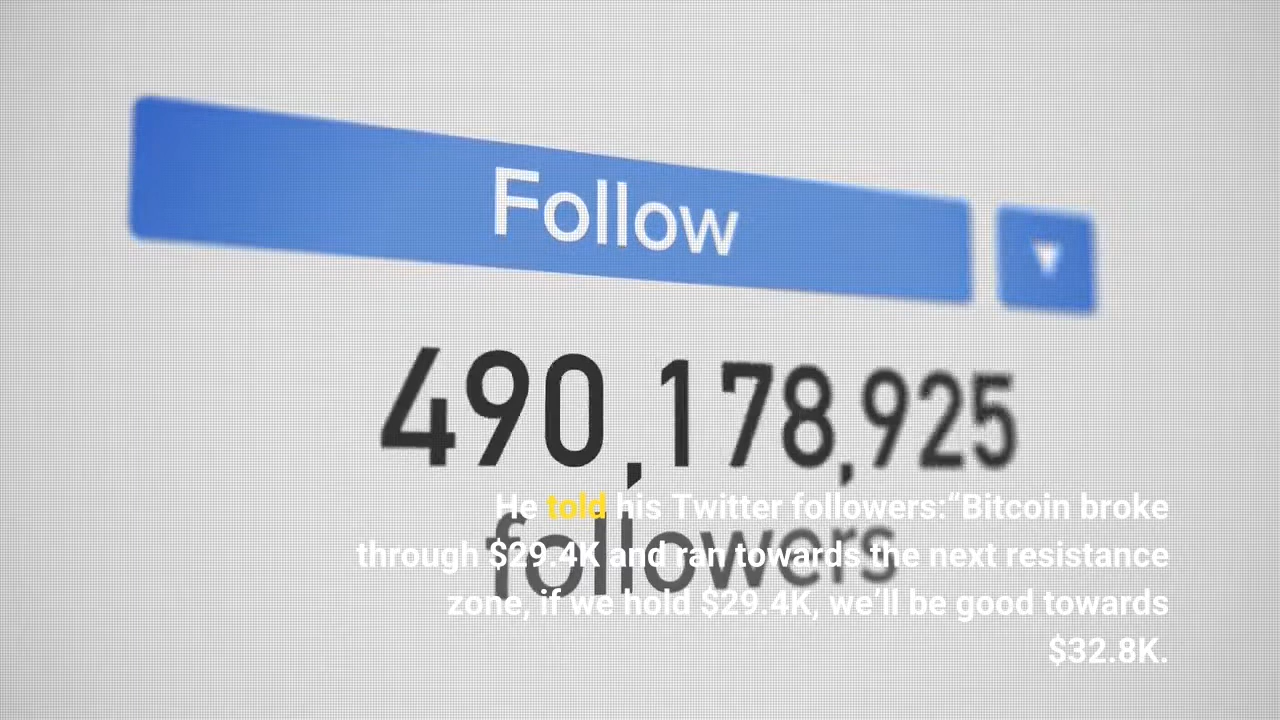 Follow
490,178,925
followers
He told his Twitter followers:“Bitcoin broke
through $29.4K and ran towards the next resistance
zone, if we hold $29.4K, we’ll be good towards
$32.8K.